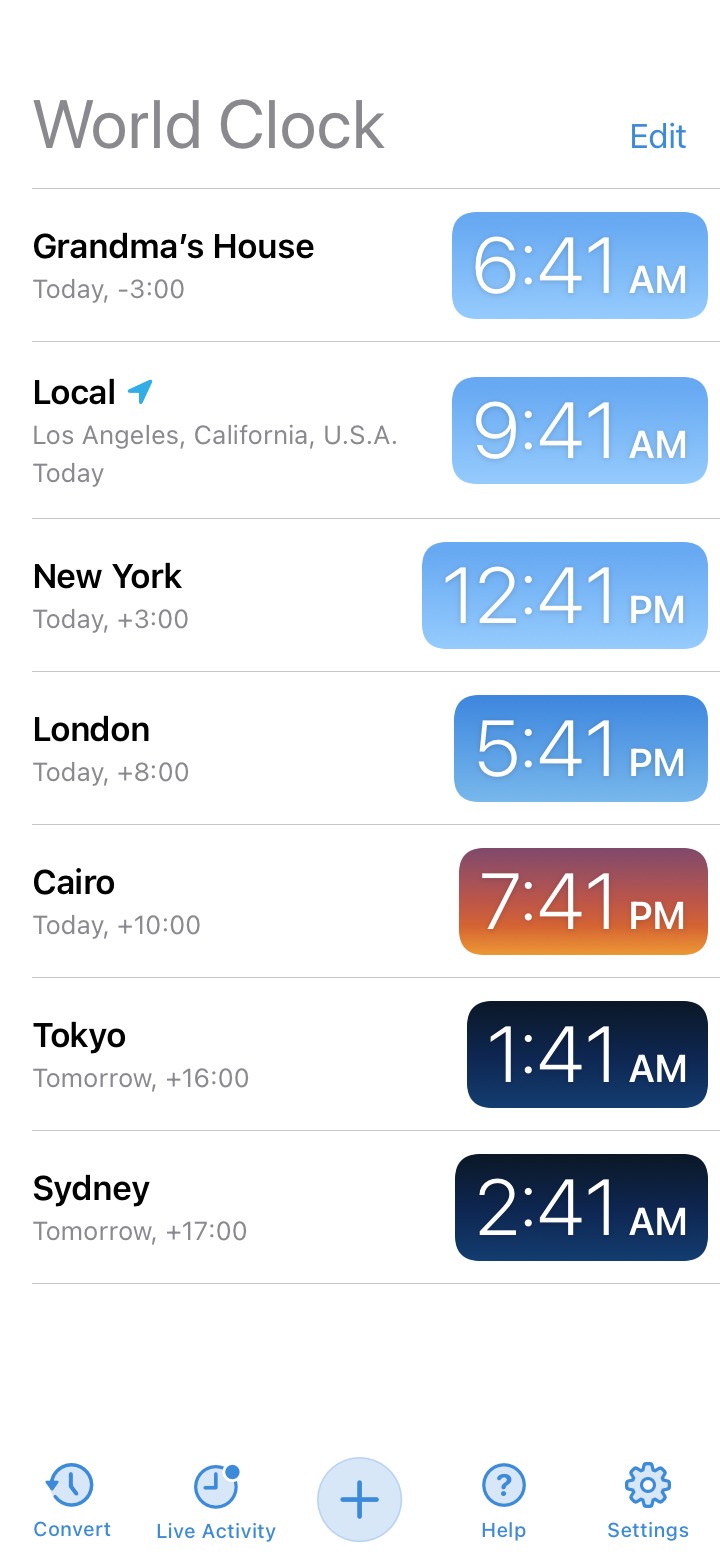 World Clock
Edit
Grandma’s House
Today, -3:00
6:41 AM
Local
Los Angeles, California, U.S.A.
Today
9:41 AM
New York
Today, +3:00
12:41 PM
London
Today, +8:00
5:41 PM
Cairo
Today, +10:00
7:41 PM
Tokyo
Tomorrow, +16:00
1:41 AM
Sydney
Tomorrow, +17:00
2:41 AM
Convert
Live Activity
Help
Settings